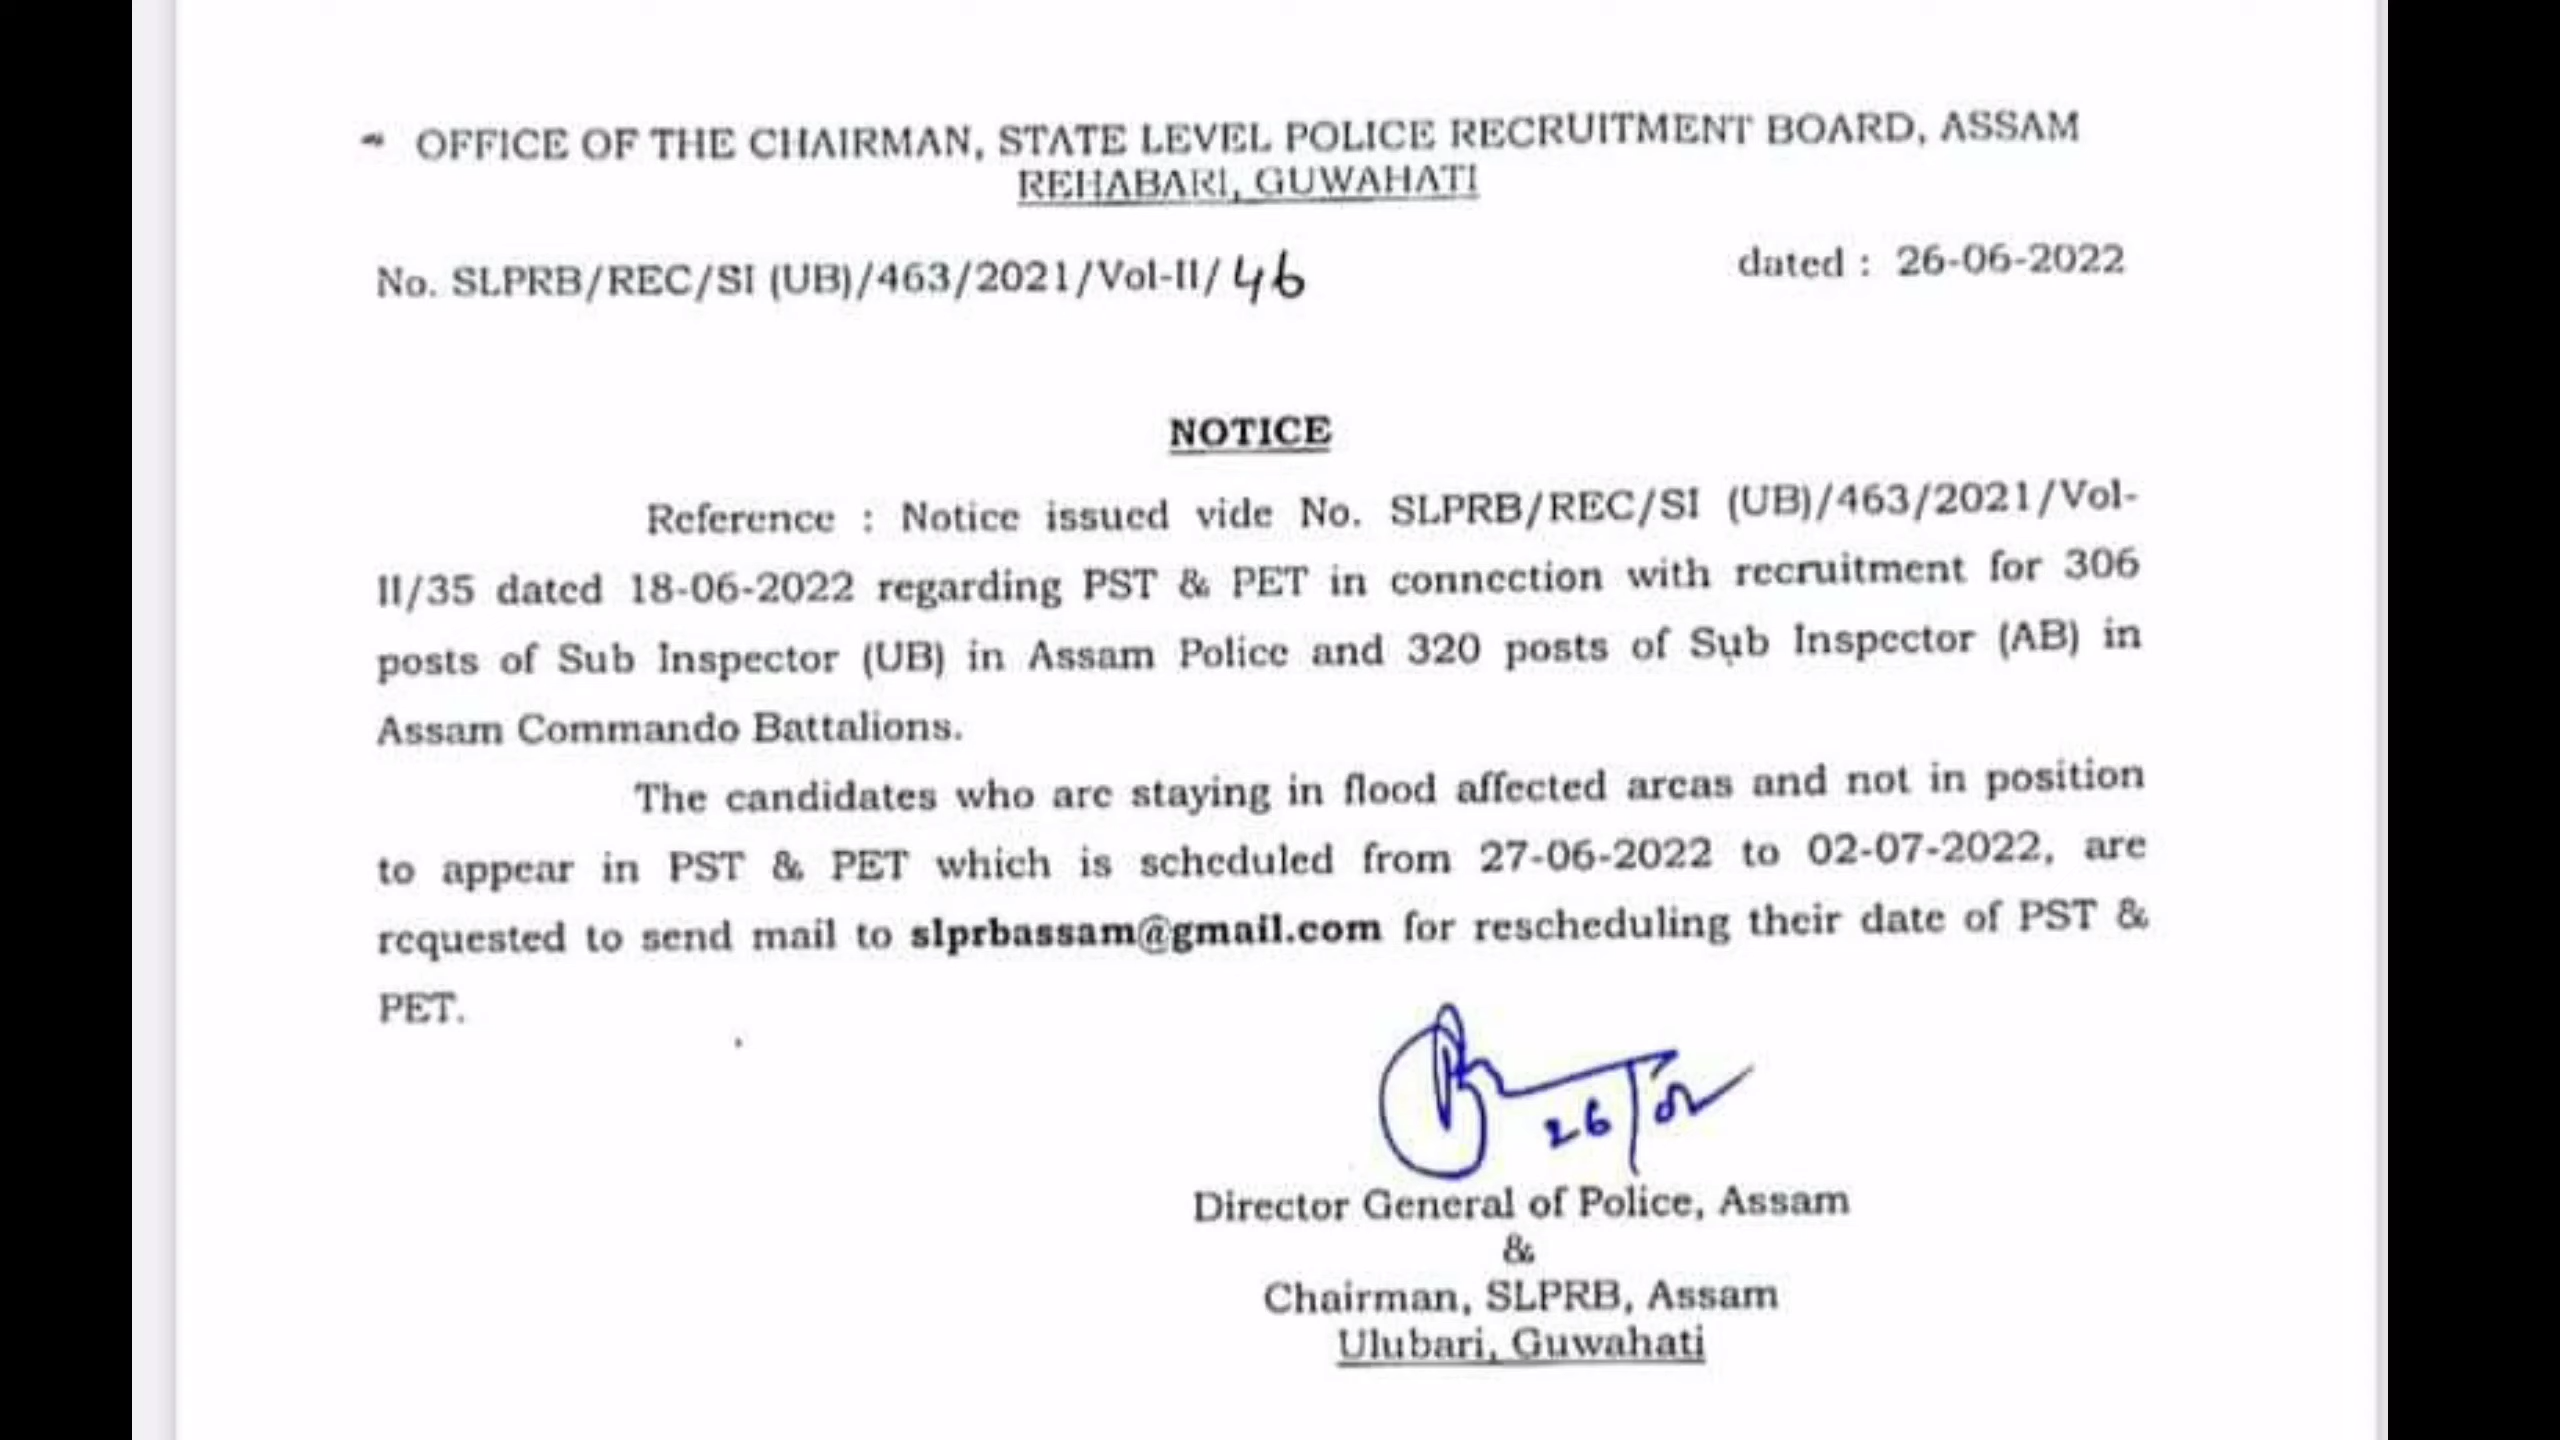 OFFICE OF THE CHAIRMAN, STATE LEVEL POLICE RECRUITMENT BOARD, ASSAM
REHABARI, GUWAHATI
No. SLPRB/REC/SI (UB)/463/2021/Vol-II/46
dated : 26-06-2022
NOTICE
Reference : Notice issued vide No. SLPRB/REC/SI (UB)/463/2021/Vol-
II/35 dated 18-06-2022 regarding PST & PET in connection with recruitment for 306
posts of Sub Inspector (UB) in Assam Police and 320 posts of Sub Inspector (AB) in
Assam Commando Battalions.
The candidates who are staying in flood affected areas and not in position
to appear in PST & PET which is scheduled from 27-06-2022 to 02-07-2022, are
requested to send mail to slprbassam@gmail.com for rescheduling their date of PST &
PET.
26
Director General of Police, Assam
&
Chairman, SLPRB, Assam
Ulubari, Guwahati